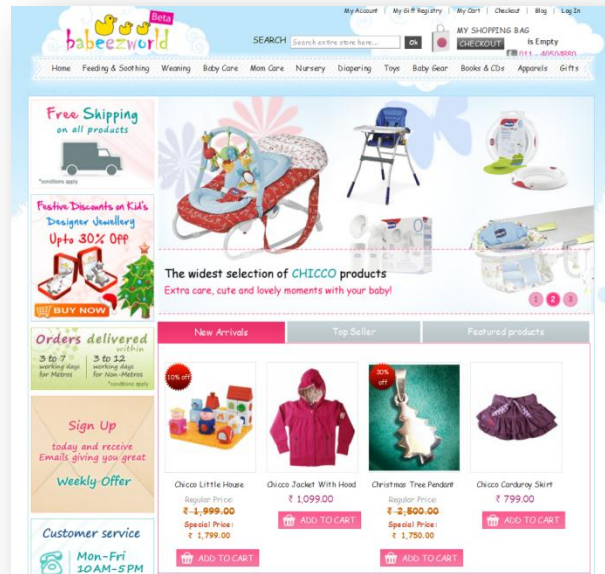 My Account | My Gift Registry | My Cart | Checkout | Blog | Log In
Beta
babeezworld
SEARCH Search entire store here... Ok
MY SHOPPING BAG
CHECKOUT is Empty
011 - 40504880
Home Feeding & Soothing Weaning Baby Care Mom Care Nursery Diapering Toys Baby Gear Books & CDs Apparels Gifts
Free Shipping
on all products
*conditions apply
Festive Discounts on Kid's
Designer Jewellery
Upto 30% Off
BUY NOW
The widest selection of CHICCO products
Extra care, cute and lovely moments with your baby!
1 2 3
Orders delivered
within
3 to 7
working days
for Metros
3 to 12
working days
for Non-Metros
*conditions apply
Sign Up
today and receive
Emails giving you great
Weekly Offer
Customer service
Mon-Fri
10AM-5PM
New Arrivals Top Seller Featured products
10% off
30%
off
Chicco Little House
Regular Price:
₹ 1,999.00
Special Price:
₹ 1,799.00
ADD TO CART
Chicco Jacket With Hood
₹ 1,099.00
ADD TO CART
Christmas Tree Pendant
Regular Price:
₹ 2,500.00
Special Price:
₹ 1,750.00
ADD TO CART
Chicco Corduroy Skirt
₹ 799.00
ADD TO CART